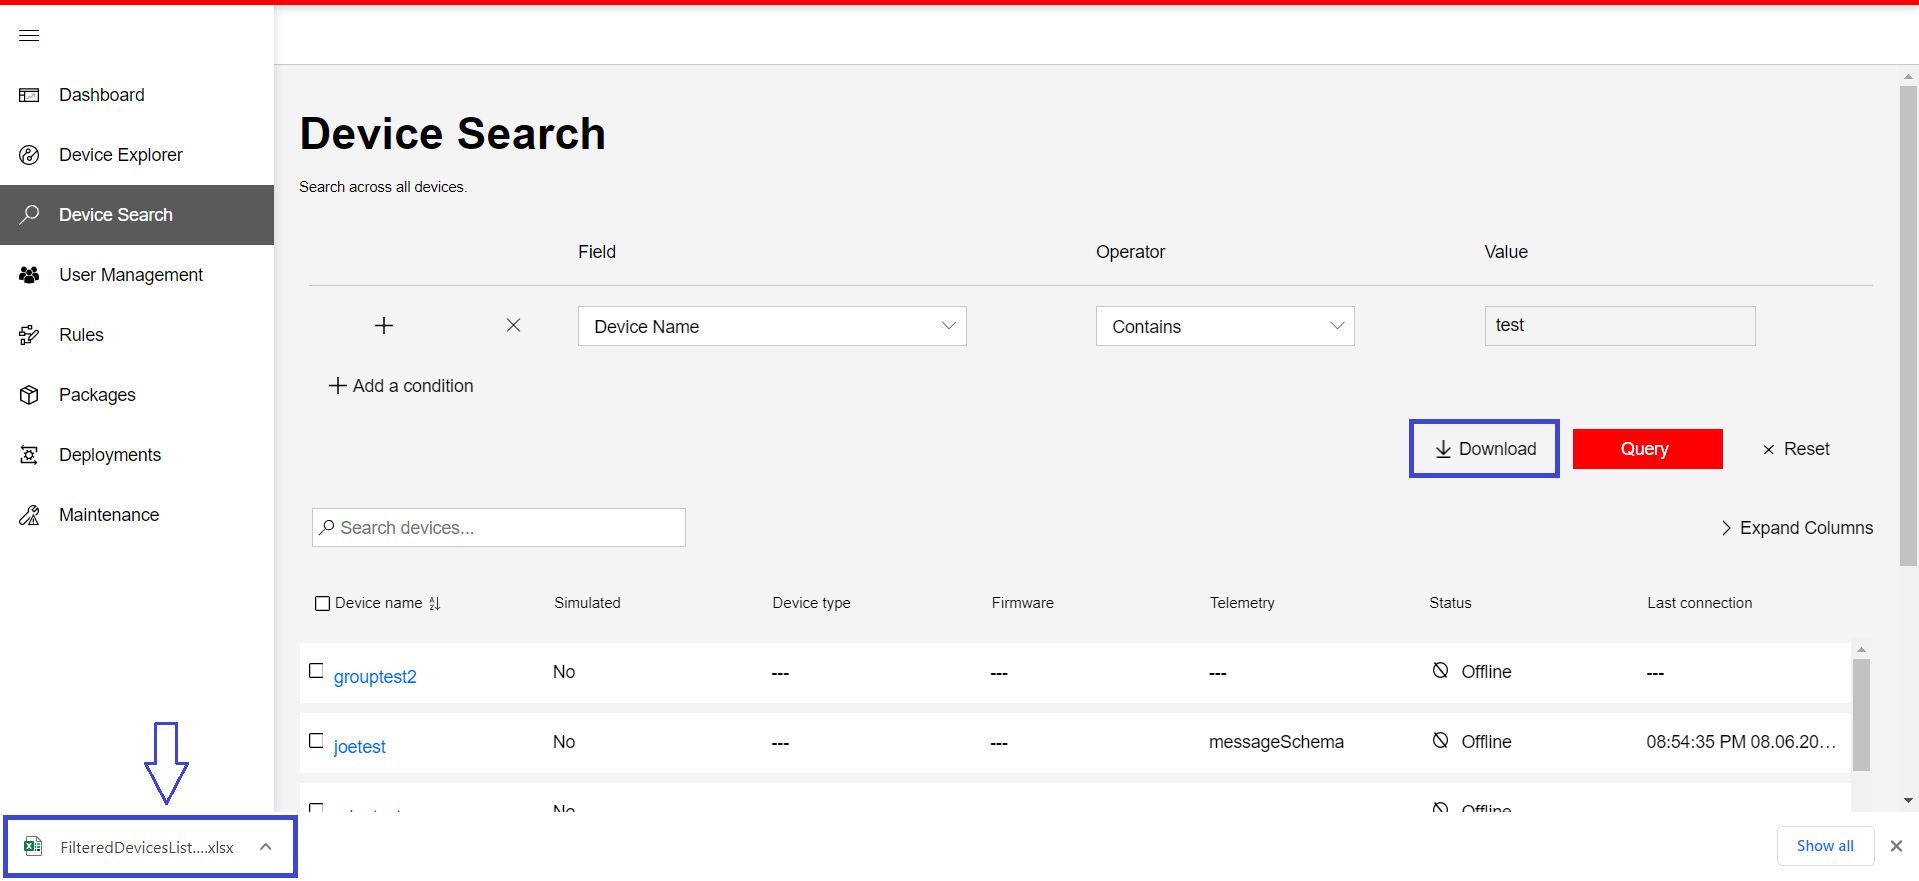 Dashboard
Device Explorer
Device Search
User Management
Rules
Packages
Deployments
Maintenance
Device Search
Search across all devices.
Field Operator Value
Device Name Contains test
Add a condition
Download Query Reset
Search devices... Expand Columns
Device name Simulated Device type Firmware Telemetry Status Last connection
grouptest2 No --- --- --- Offline ---
joetest No --- --- messageSchema Offline 08:54:35 PM 08.06.20...
No Offline
FilteredDevicesList....xlsx Show all